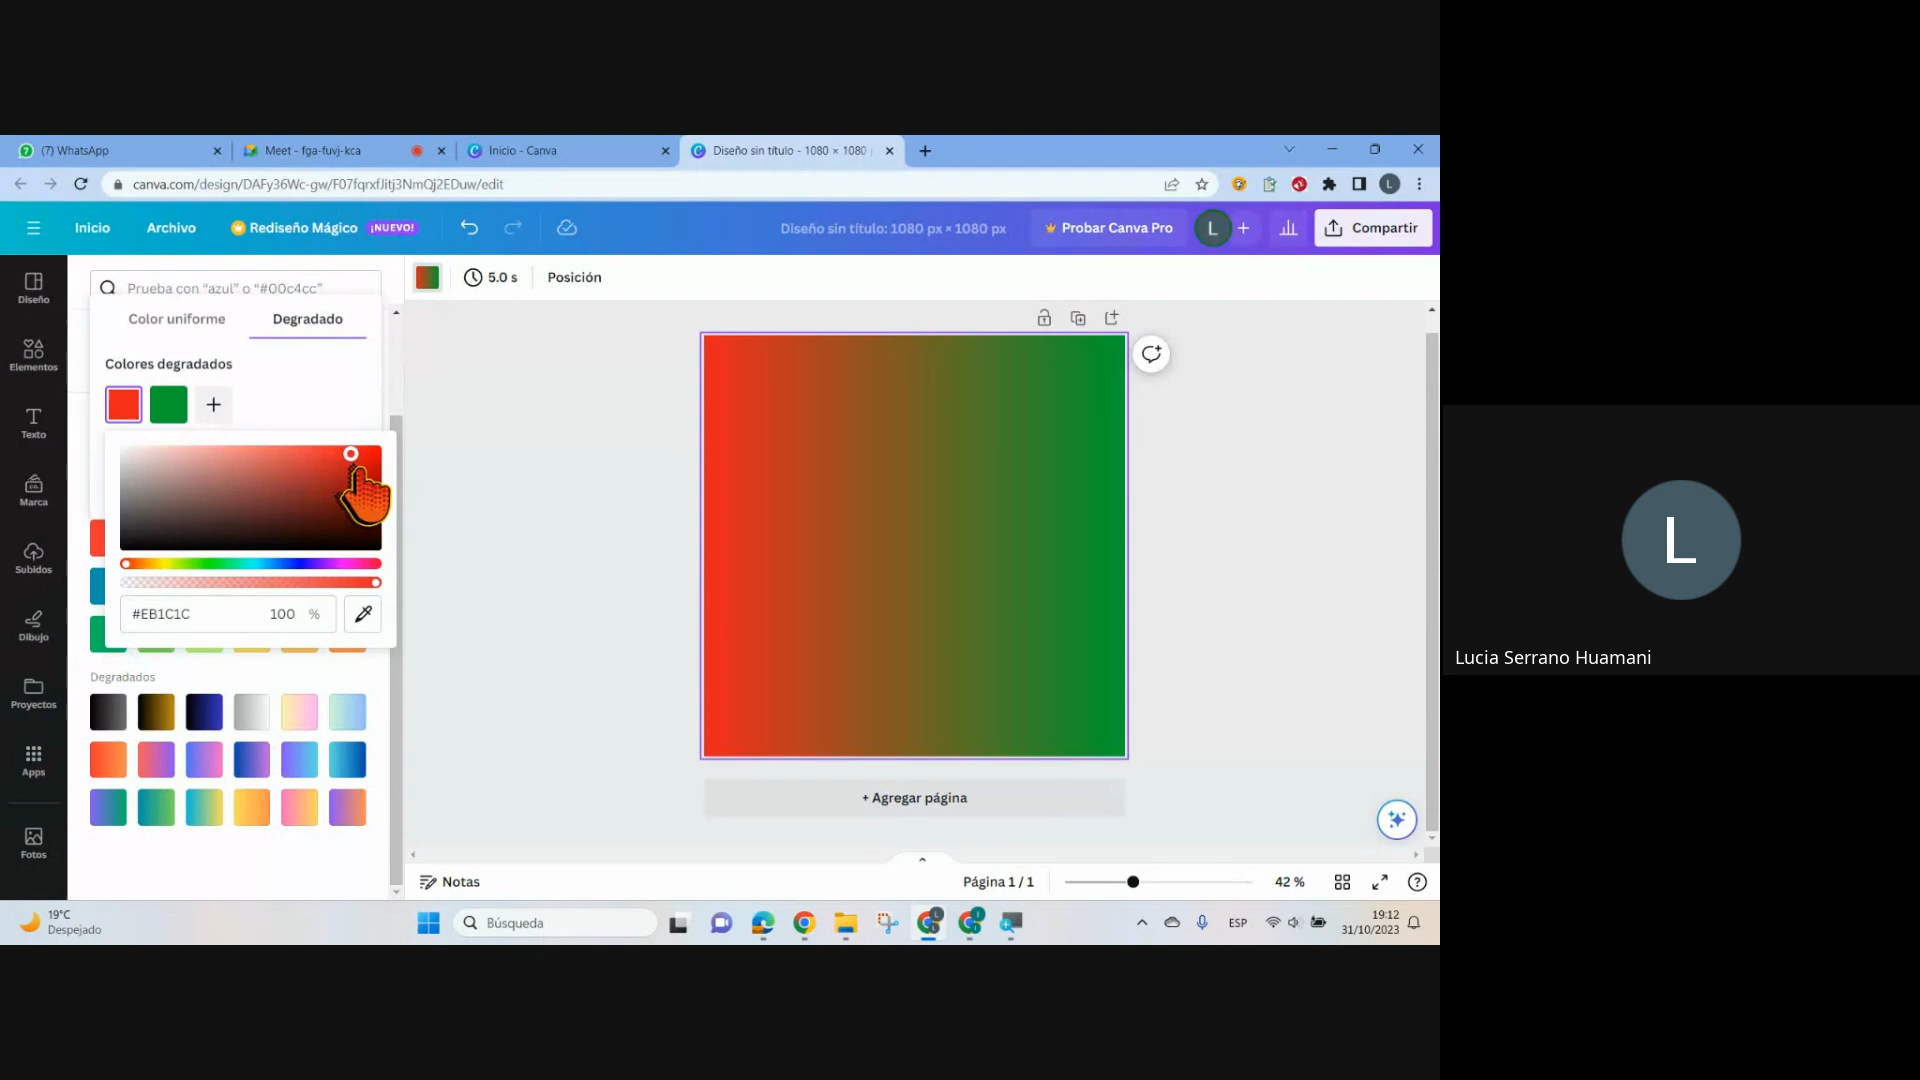 (7) WhatsApp
Meet - fga-fuvj-kca
Inicio - Canva
Diseño sin título - 1080 × 1080
canva.com/design/DAFy36Wc-gw/F07fqrxfJitj3NmQj2EDuw/edit
L
Inicio
Archivo
Rediseño Mágico
¡NUEVO!
Diseño sin título: 1080 px × 1080 px
Probar Canva Pro
L
Compartir
Diseño
Elementos
Texto
Marca
Subidos
Dibujo
Proyectos
Apps
Fotos
Prueba con “azul” o “#00c4cc”
Color uniforme
Degradado
Colores degradados
#EB1C1C
100 %
Degradados
5.0 s
Posición
+ Agregar página
Notas
Página 1 / 1
42 %
19°C
Despejado
Búsqueda
ESP
19:12
31/10/2023
L
Lucia Serrano Huamani